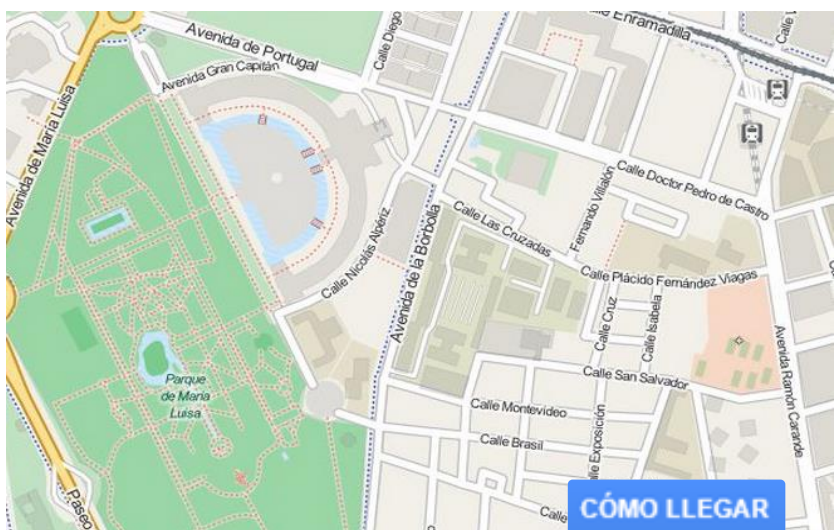 Calle Enramadilla
Avenida de Portugal
Calle Diego
Avenida Gran Capitán
Avenida de María Luisa
Calle Doctor Pedro de Castro
Fernando Villalón
Calle Las Cruzadas
Calle Nicolás Alpériz
Avenida de la Borbolla
Calle Plácido Fernández Viagas
Calle Cruz
Calle Isabela
Avenida Ramón Carande
Parque
de María
Luisa
Calle San Salvador
Calle Montevideo
Calle Brasil
Calle Exposición
Calle
Paseo
CÓMO LLEGAR